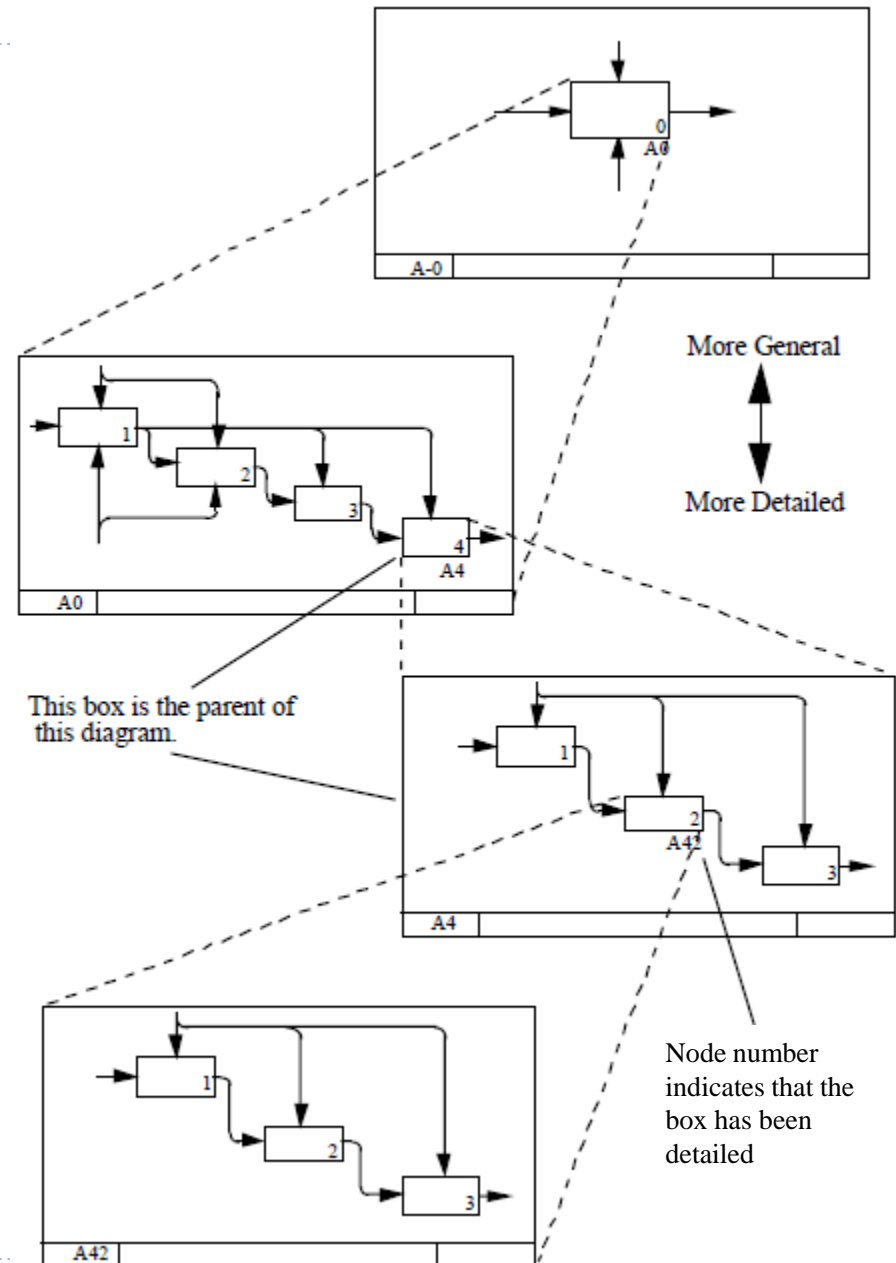 0
A0
A-0
More General
More Detailed
1
2
3
4
A4
A0
This box is the parent of
this diagram.
1
2
A42
3
A4
Node number
indicates that the
box has been
detailed
1
2
3
A42